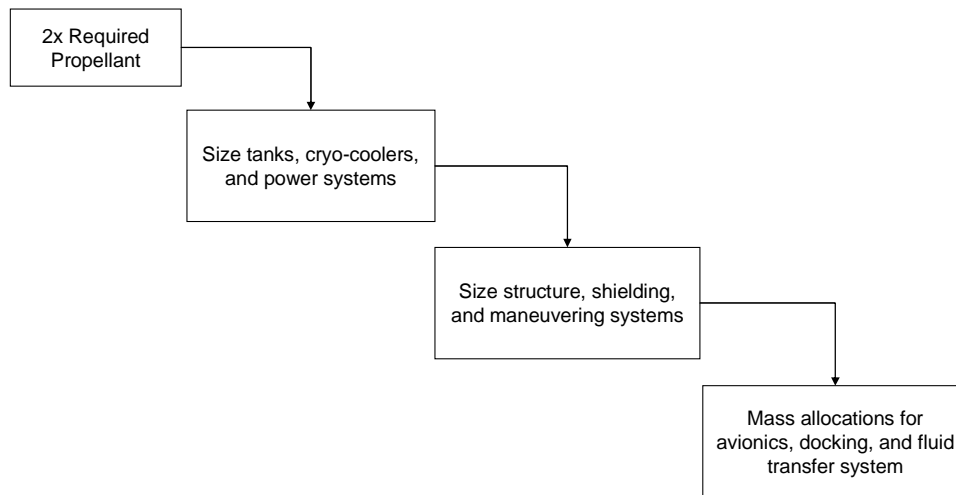 2x Required
Propellant
Size tanks, cryo-coolers,
and power systems
Size structure, shielding,
and maneuvering systems
Mass allocations for
avionics, docking, and fluid
transfer system